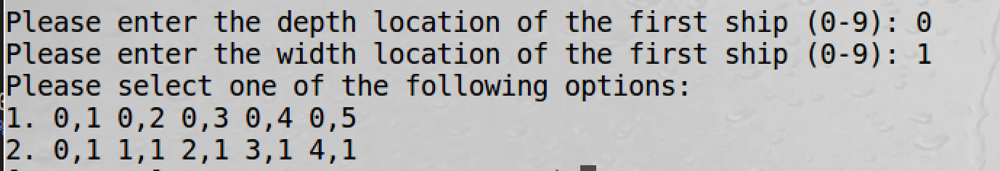 Please enter the depth location of the first ship (0-9): 0
Please enter the width location of the first ship (0-9): 1
Please select one of the following options:
1. 0,1 0,2 0,3 0,4 0,5
2. 0,1 1,1 2,1 3,1 4,1